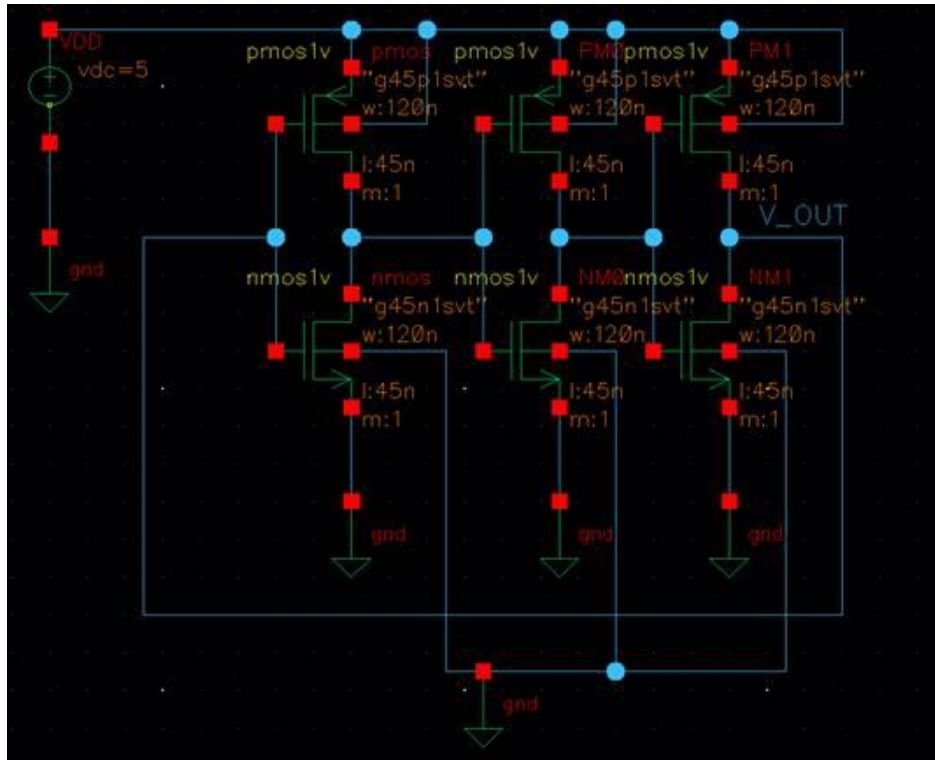 VDD
vdc=5
pmos1v
pmos
"g45p1svt"
w:120n
l:45n
m:1
pmos1v
PM0
"g45p1svt"
w:120n
l:45n
m:1
pmos1v
PM1
"g45p1svt"
w:120n
l:45n
m:1
V_OUT
gnd
nmos1v
nmos
"g45n1svt"
w:120n
l:45n
m:1
nmos1v
NM0
"g45n1svt"
w:120n
l:45n
m:1
nmos1v
NM1
"g45n1svt"
w:120n
l:45n
m:1
gnd
gnd
gnd
gnd